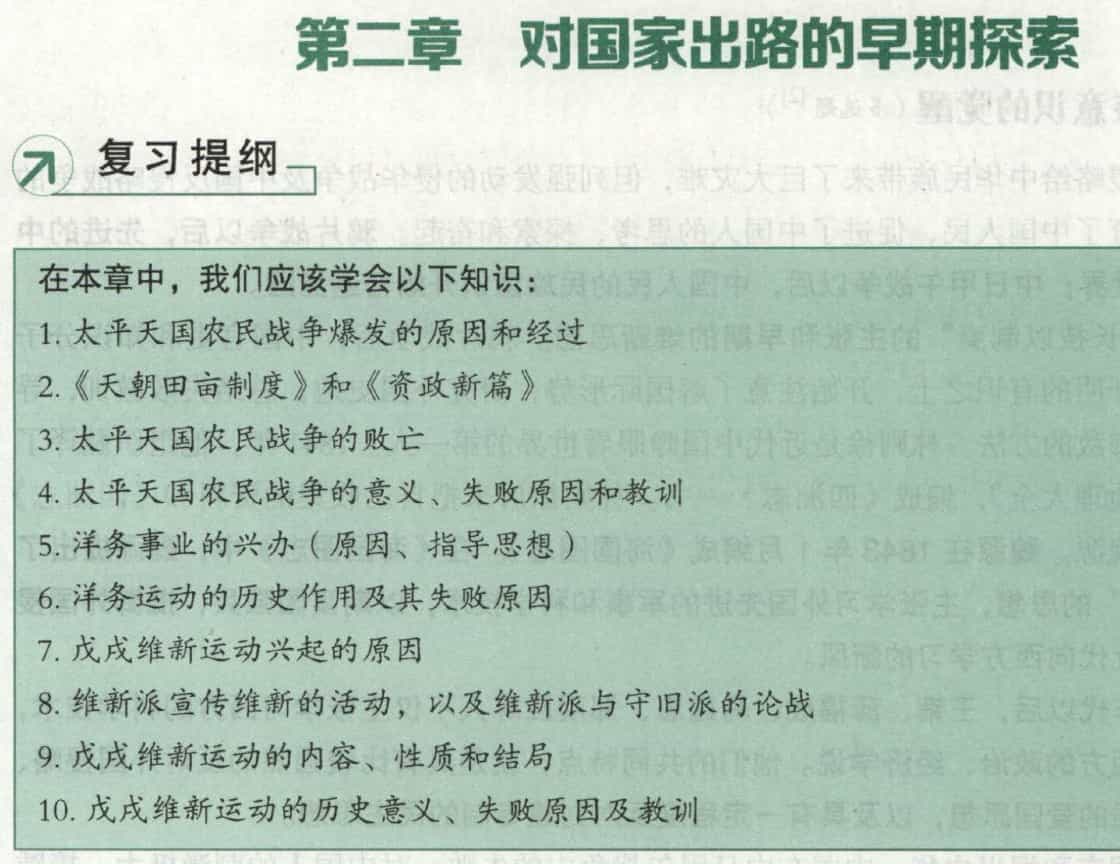 第二章 对国家出路的早期探索
复习提纲
在本章中，我们应该学会以下知识：
1. 太平天国农民战争爆发的原因和经过
2.《天朝田亩制度》和《资政新篇》
3. 太平天国农民战争的败亡
4. 太平天国农民战争的意义、失败原因和教训
5. 洋务事业的兴办（原因、指导思想）
6. 洋务运动的历史作用及其失败原因
7. 戊戌维新运动兴起的原因
8. 维新派宣传维新的活动，以及维新派与守旧派的论战
9. 戊戌维新运动的内容、性质和结局
10. 戊戌维新运动的历史意义、失败原因及教训